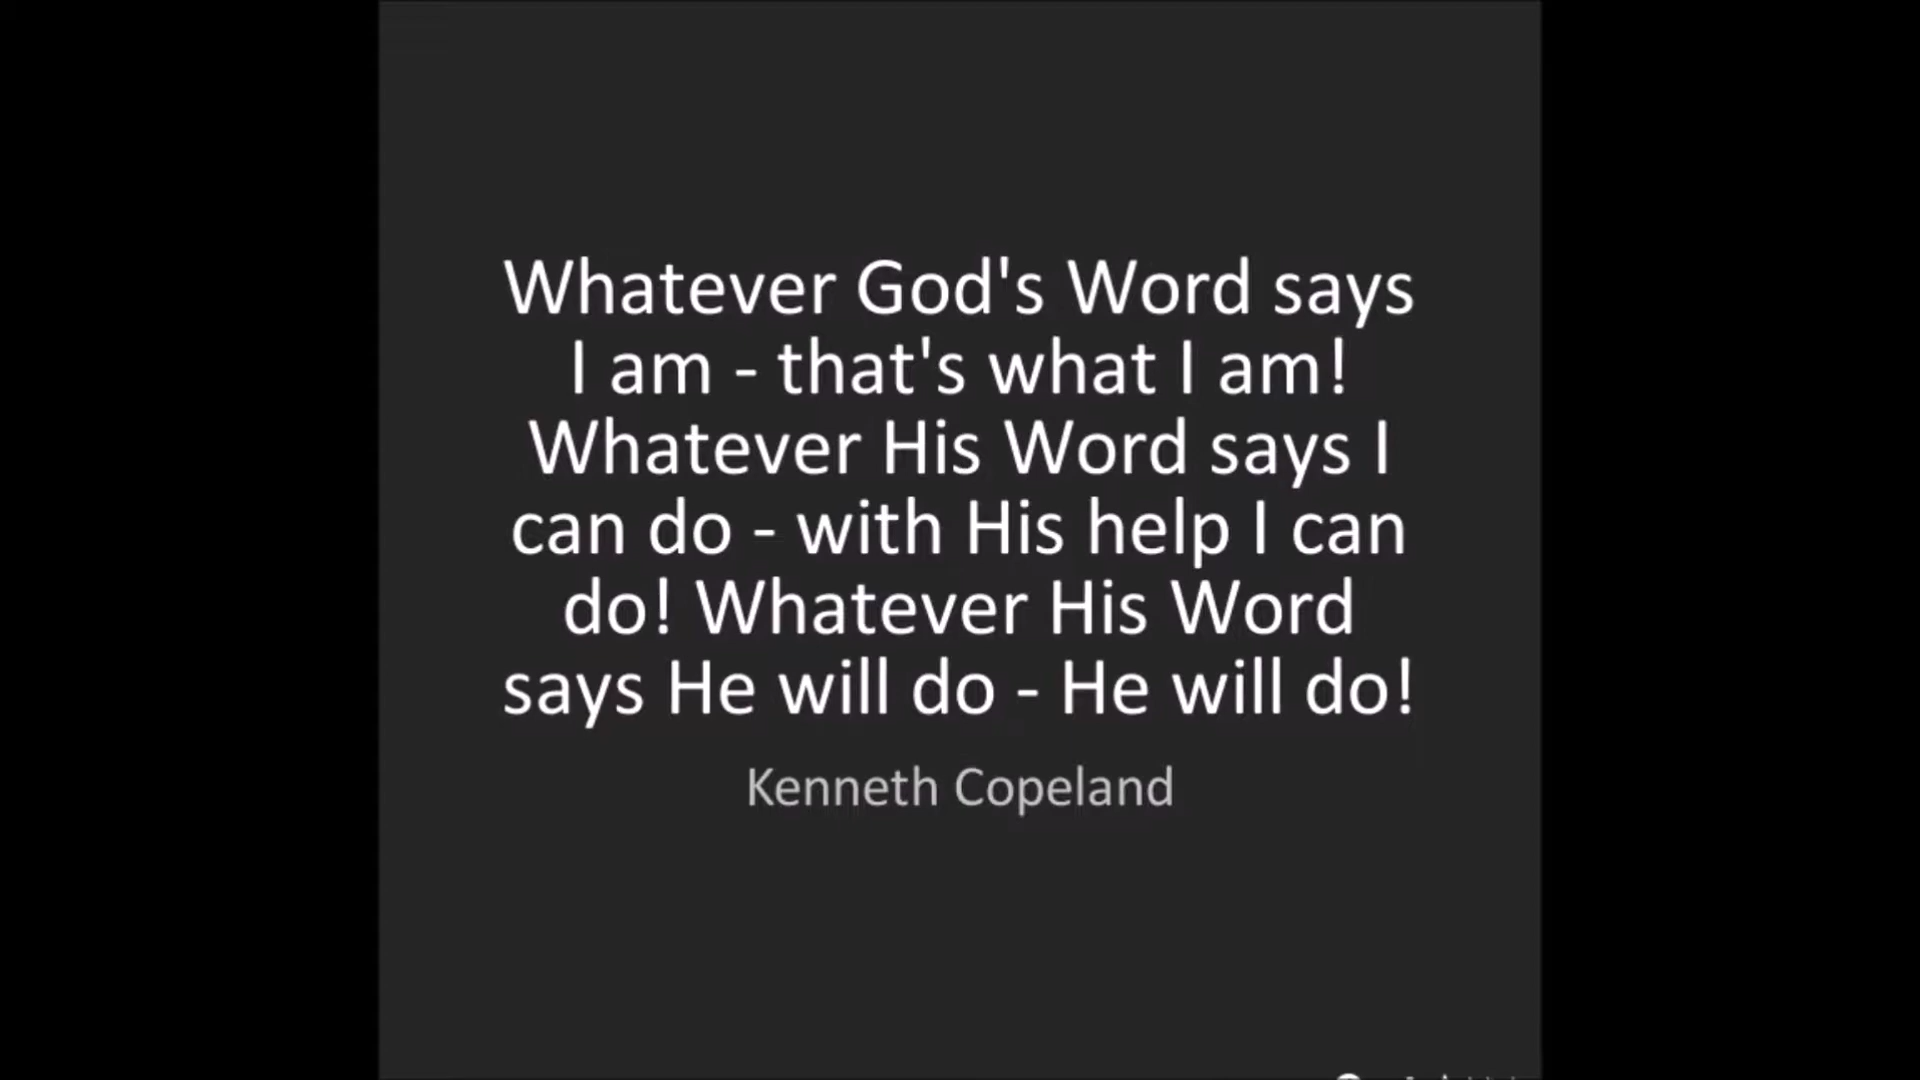 Whatever God's Word says
I am - that's what I am!
Whatever His Word says I
can do - with His help I can
do! Whatever His Word
says He will do - He will do!
Kenneth Copeland